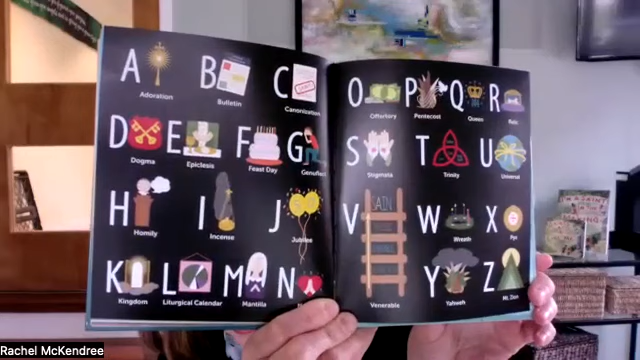 A B C
Adoration Bulletin Canonization
D E F G
Dogma Epiclesis Feast Day Genuflect
H I J
Homily Incense Jubilee
K L M N
Kingdom Liturgical Calendar Mantilla
O P Q R
Offertory Pentecost Queen
S T U
Stigmata Trinity Universal
V W X
Wreath Pyx
Y Z
Venerable Yahweh Mt. Zion
Rachel McKendree